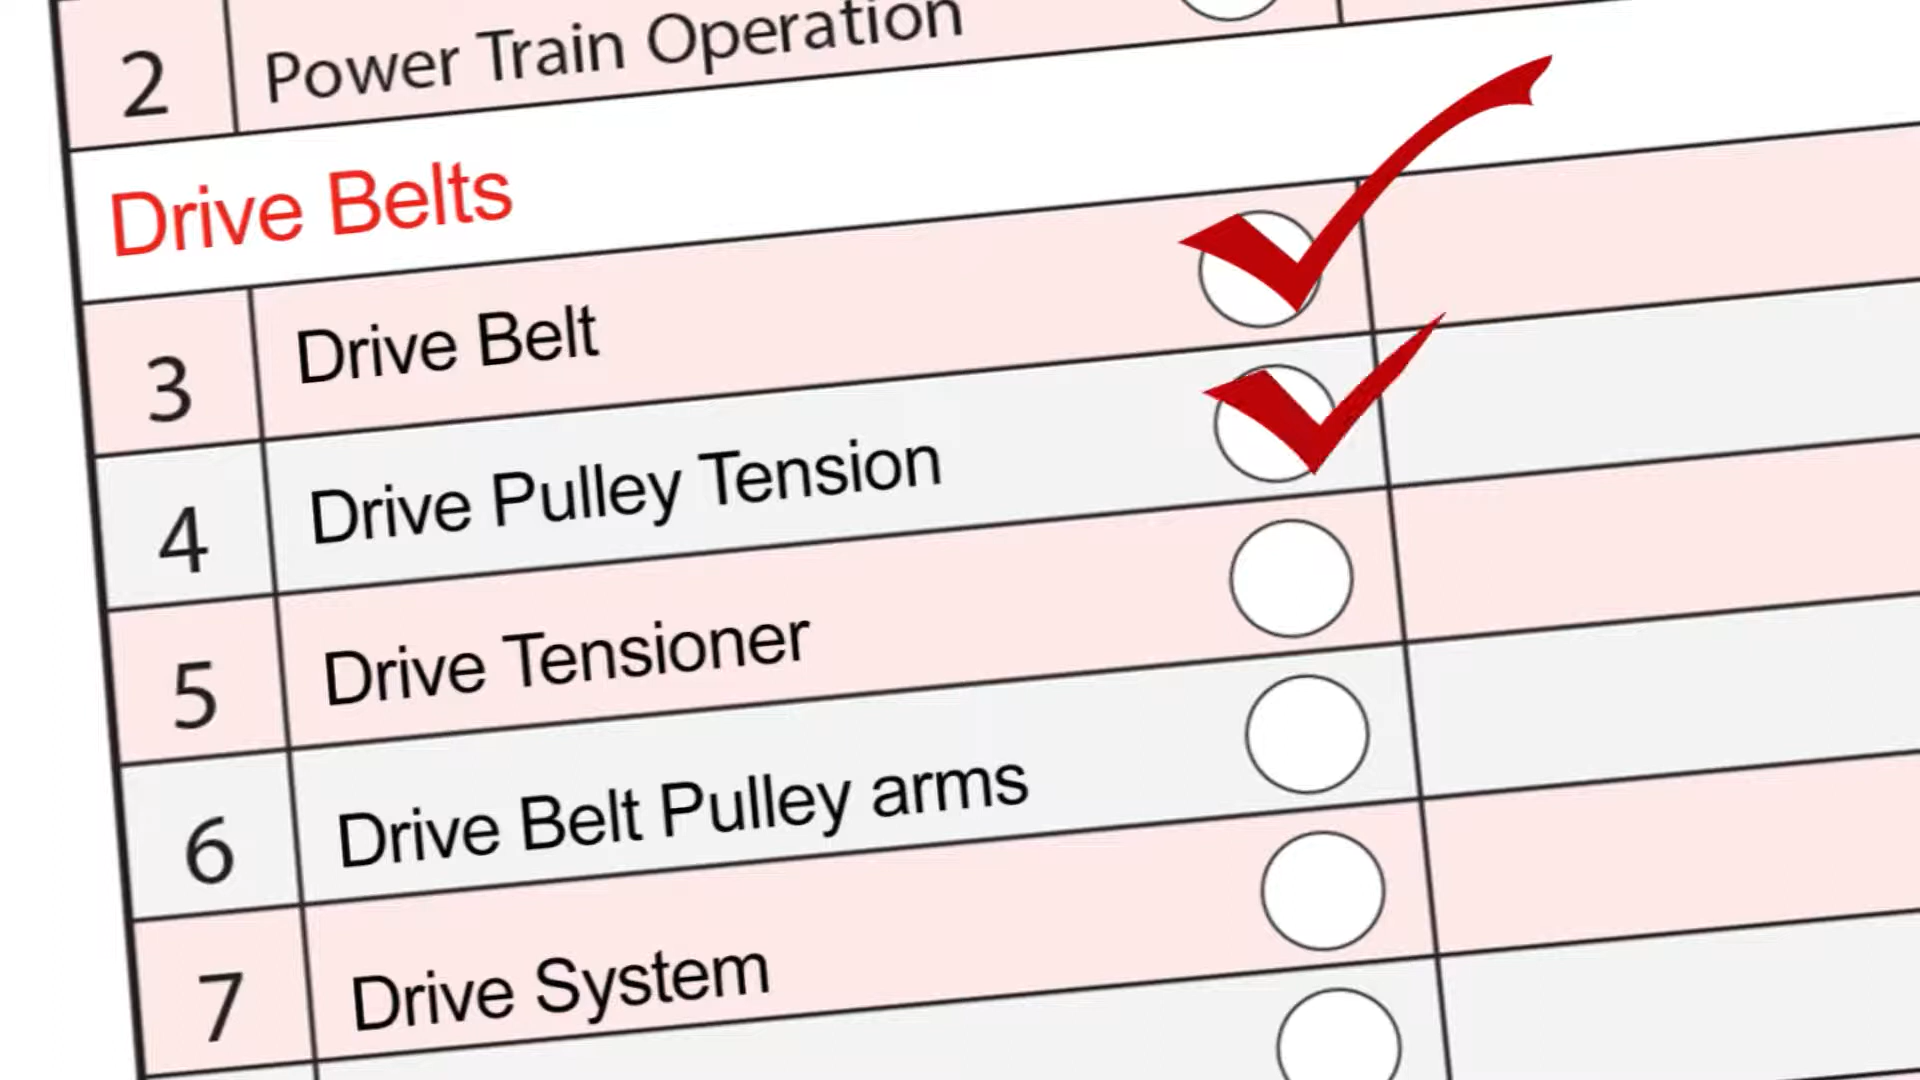 2 Power Train Operation
Drive Belts
3 Drive Belt
4 Drive Pulley Tension
5 Drive Tensioner
6 Drive Belt Pulley arms
7 Drive System